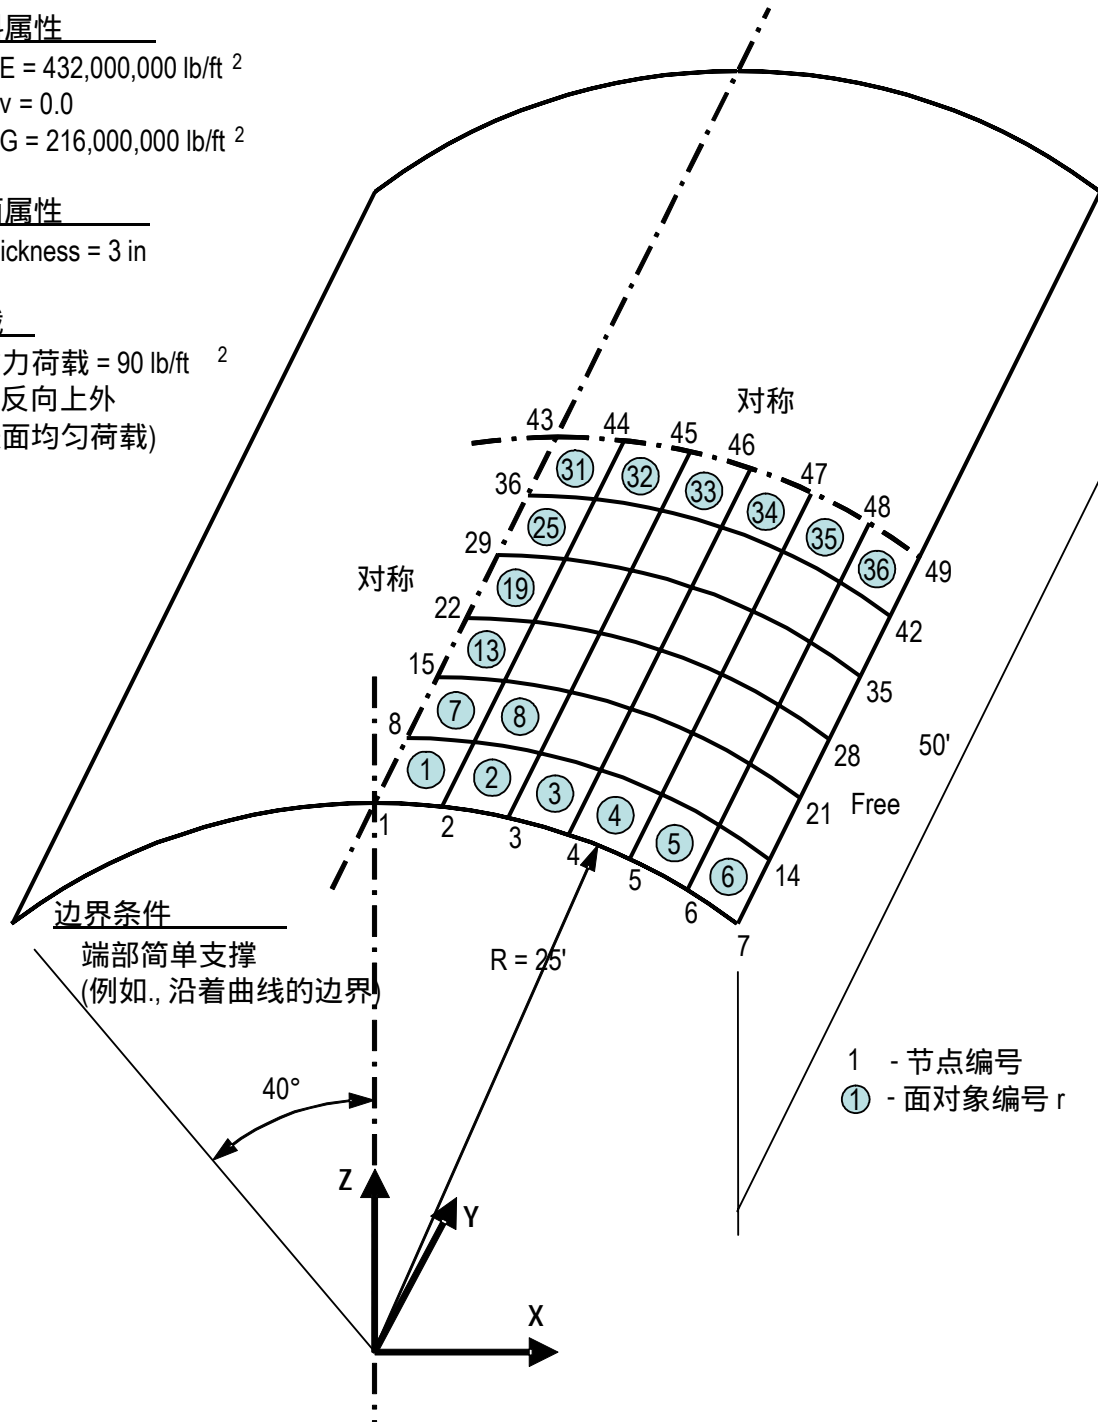 属性
E = 432,000,000 lb/ft 2
v = 0.0
G = 216,000,000 lb/ft 2
属性
ickness = 3 in
力荷载 = 90 lb/ft 2
反向上外
面均匀荷载)
对称
43 44 45 46 47 48 49
31 32 33 34 35 36
36 25 42
29 19 35
对称
22 13 28
15 7 8 21
50'
Free
8 1 2 3 4 5 6 14
1 2 3 4 5 6 7
边界条件
端部简单支撑
(例如., 沿着曲线的边界)
R = 25'
40°
1 - 节点编号
1 - 面对象编号 r
Z
Y
X